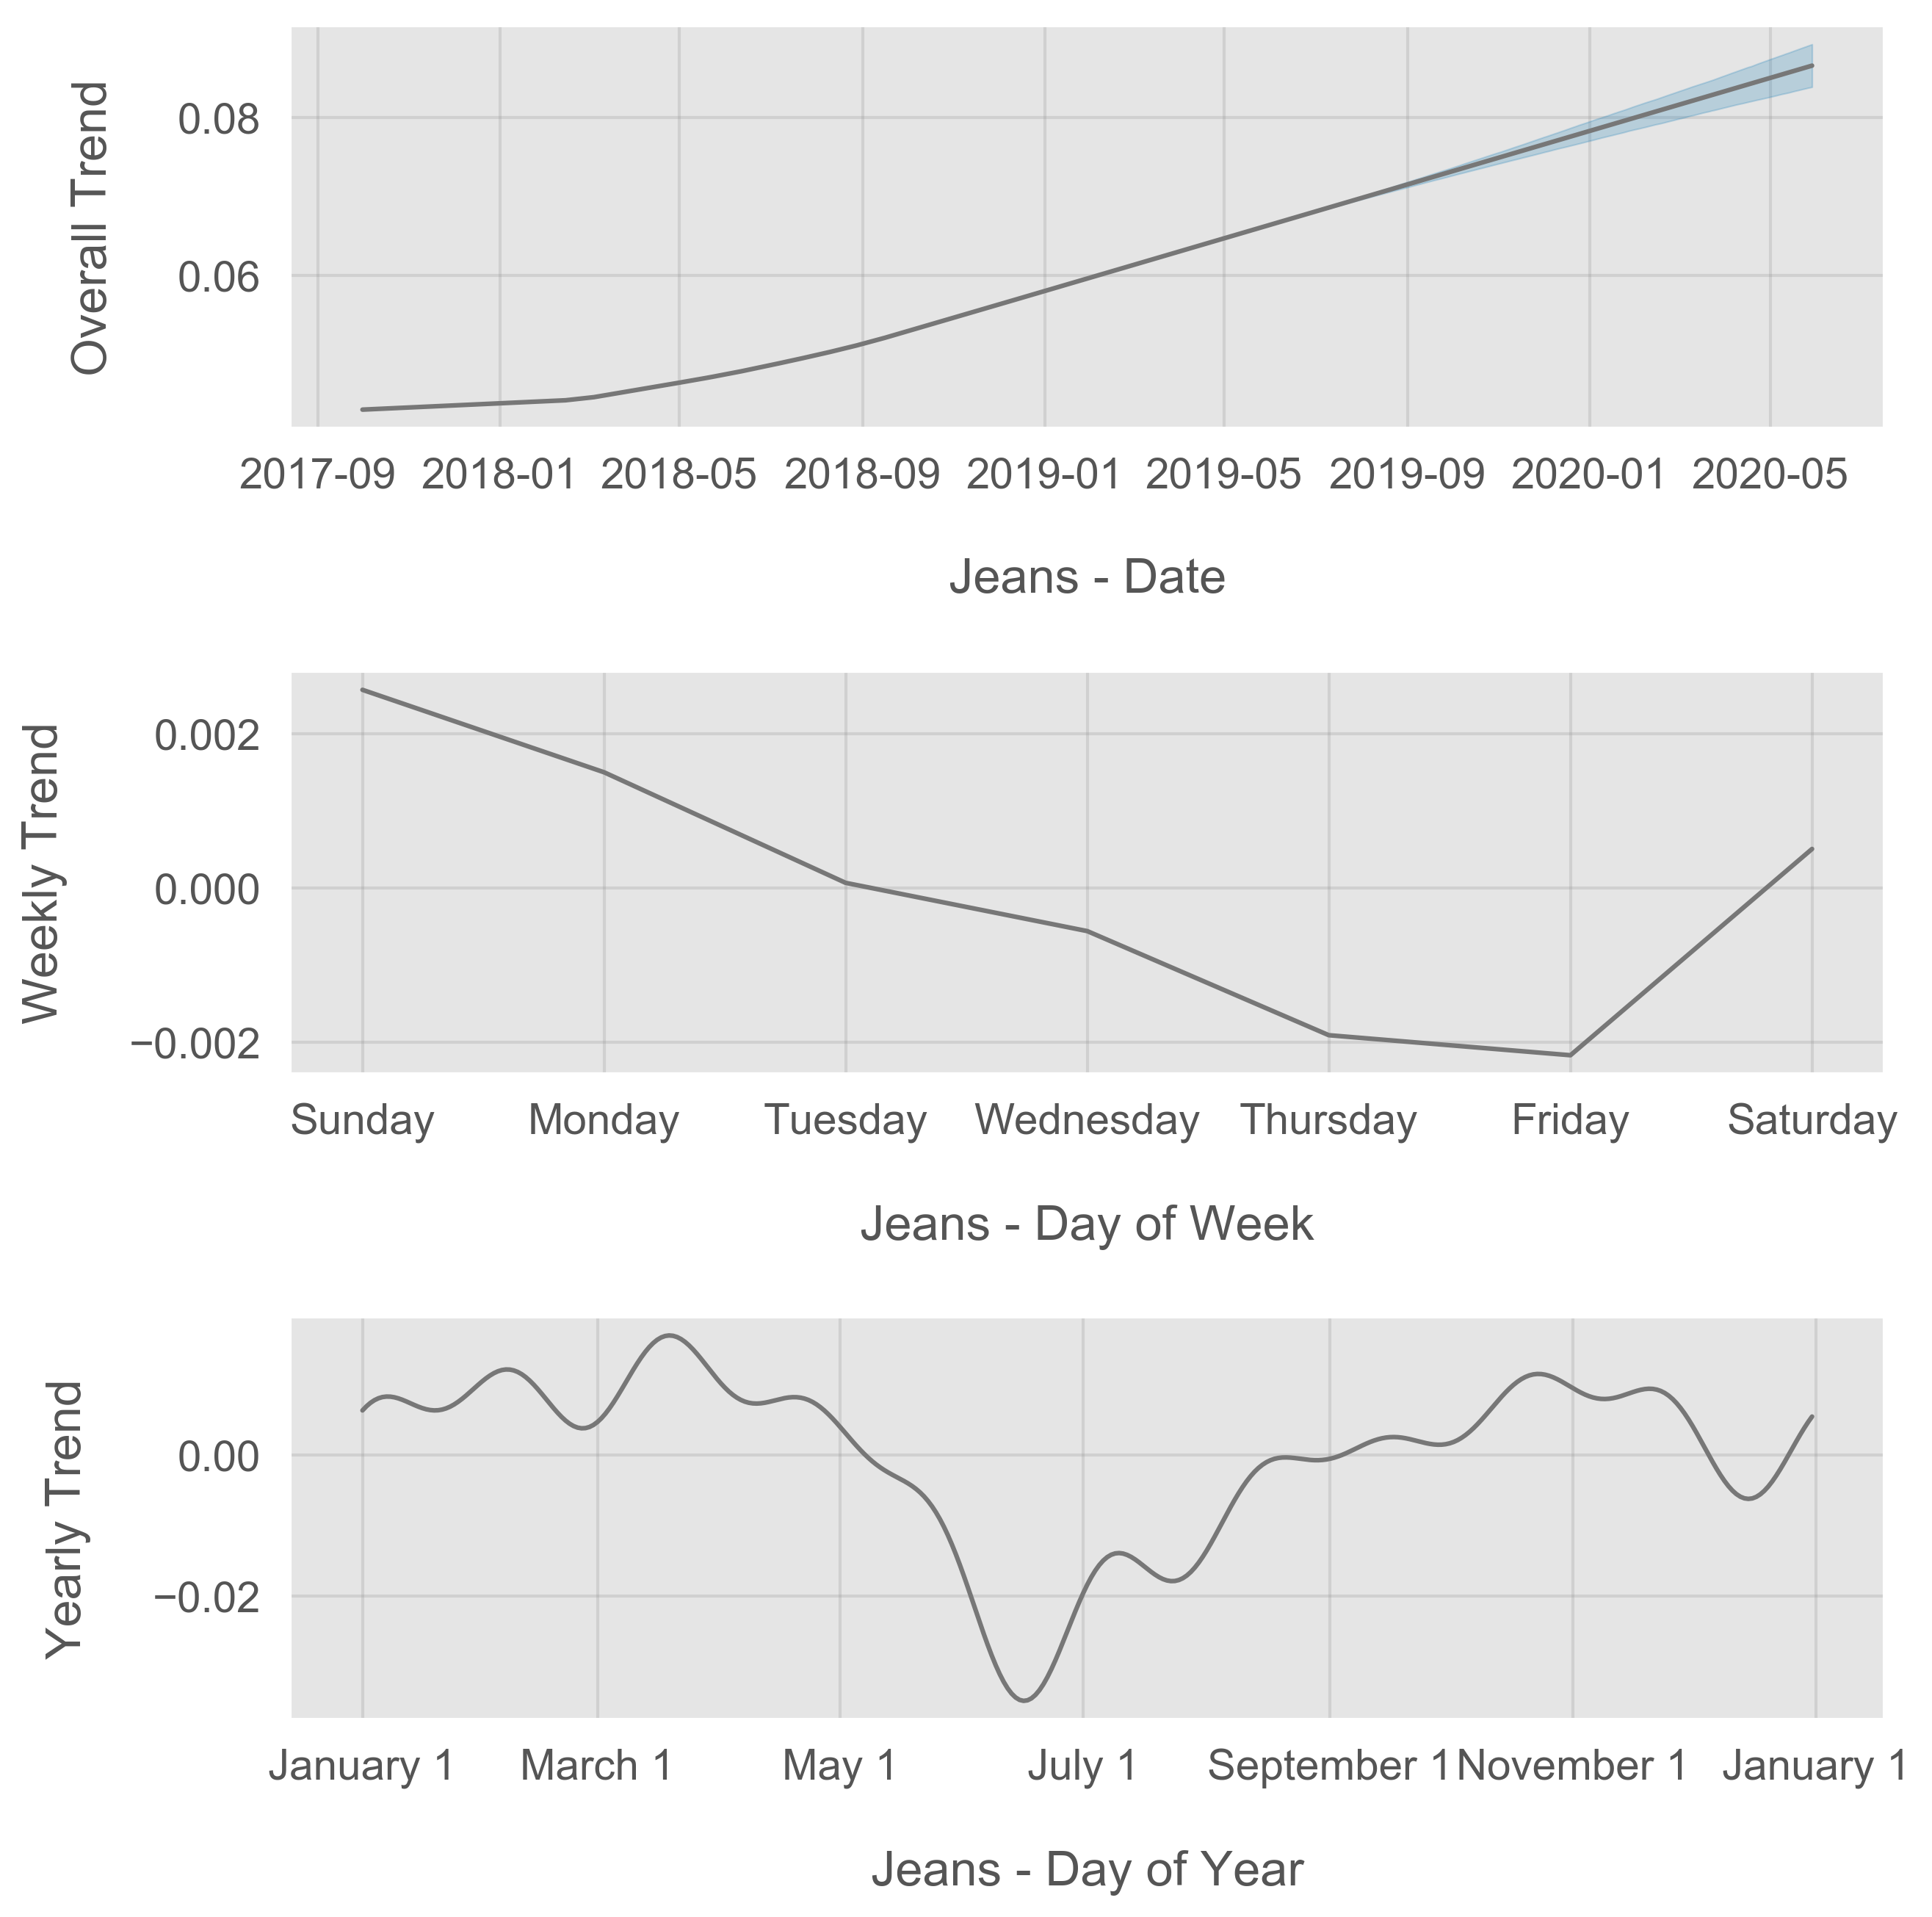 Overall Trend
0.08
0.06
2017-09 2018-01 2018-05 2018-09 2019-01 2019-05 2019-09 2020-01 2020-05
Jeans - Date
Weekly Trend
0.002
0.000
−0.002
Sunday Monday Tuesday Wednesday Thursday Friday Saturday
Jeans - Day of Week
Yearly Trend
0.00
−0.02
January 1 March 1 May 1 July 1 September 1 November 1 January 1
Jeans - Day of Year